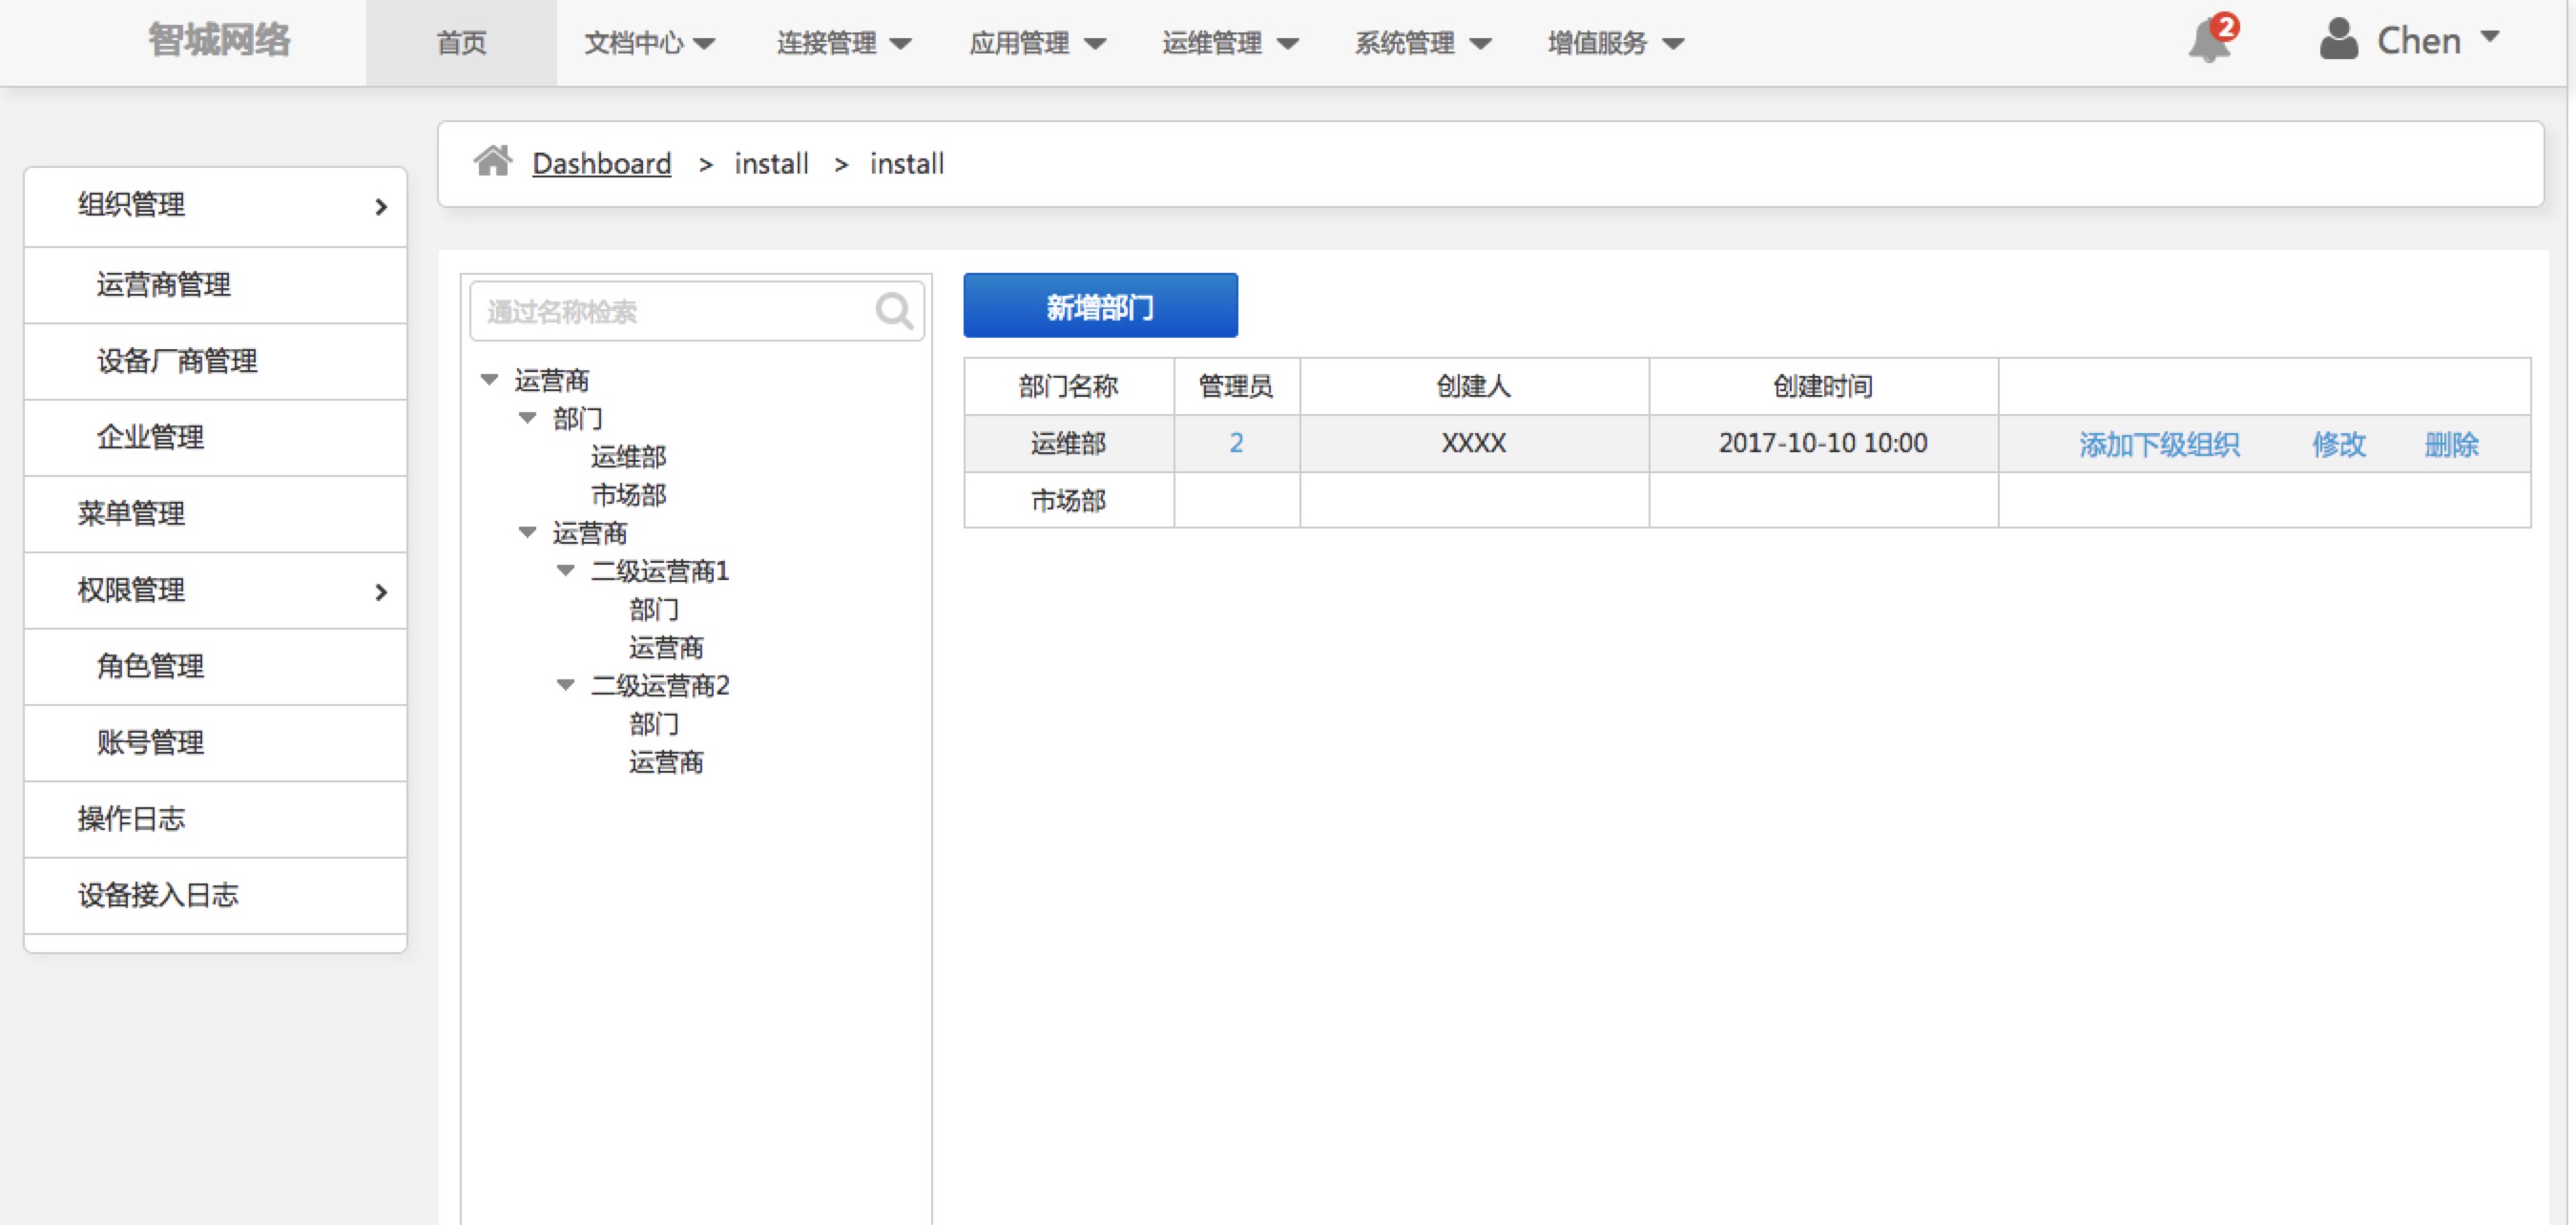 智城网络
首页 文档中心 连接管理 应用管理 运维管理 系统管理 增值服务
2
Chen
Dashboard > install > install
组织管理
运营商管理
设备厂商管理
企业管理
菜单管理
权限管理
角色管理
账号管理
操作日志
设备接入日志
通过名称检索
运营商
部门
运维部
市场部
运营商
二级运营商1
部门
运营商
二级运营商2
部门
运营商
新增部门
部门名称 管理员 创建人 创建时间
运维部 2 XXXX 2017-10-10 10:00 添加下级组织 修改 删除
市场部